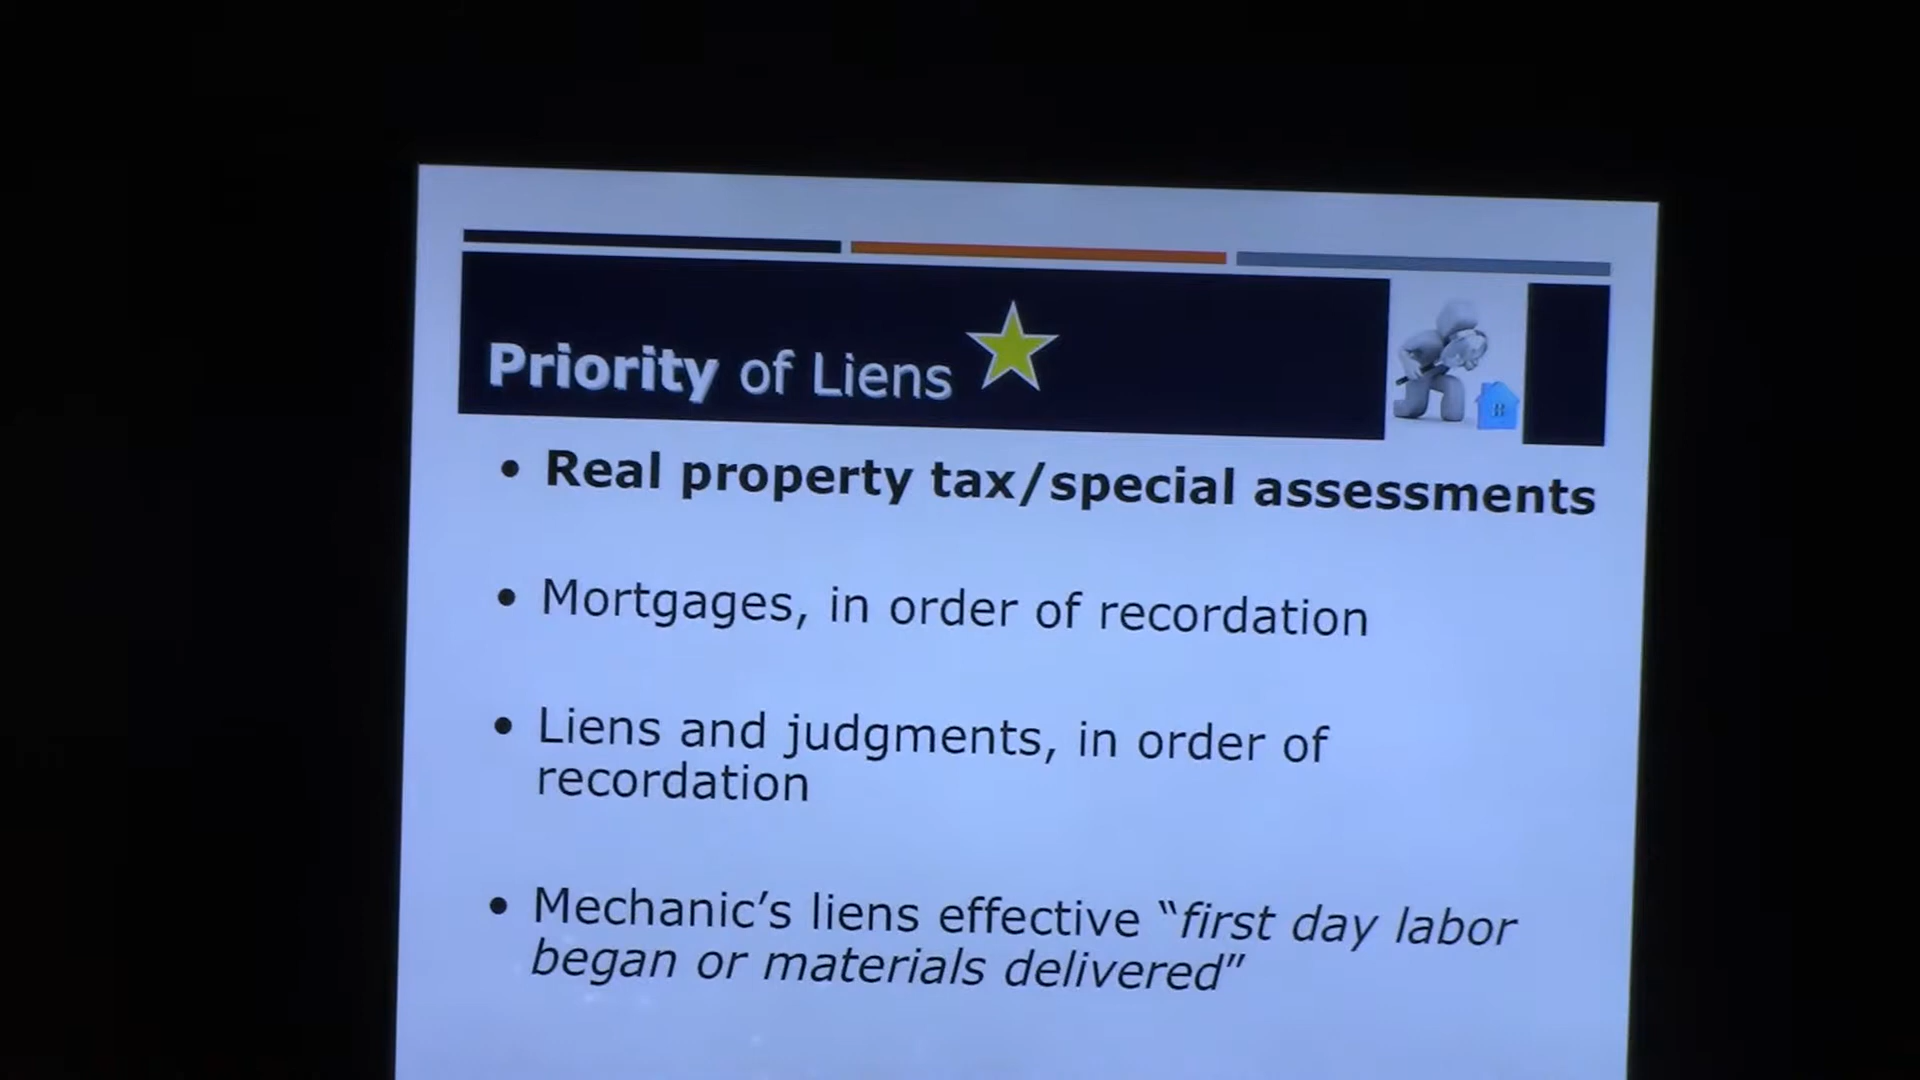 Priority of Liens
• Real property tax/special assessments
• Mortgages, in order of recordation
• Liens and judgments, in order of
recordation
• Mechanic’s liens effective “first day labor
began or materials delivered”